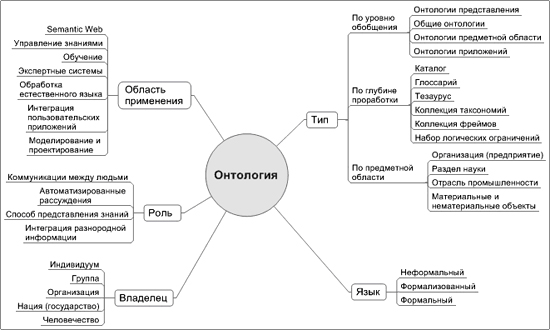 Semantic Web
Управление знаниями
Обучение
Экспертные системы
Обработка
естественного языка
Интеграция
пользовательских
приложений
Моделирование и
проектирование
Область
применения
Коммуникации между людьми
Автоматизированные
рассуждения
Способ представления знаний
Интеграция разнородной
информации
Роль
Индивидуум
Группа
Организация
Нация (государство)
Человечество
Владелец
Онтология
Тип
По уровню
обобщения
Онтологии представления
Общие онтологии
Онтологии предметной области
Онтологии приложений
По глубине
проработки
Каталог
Глоссарий
Тезаурус
Коллекция таксономий
Коллекция фреймов
Набор логических ограничений
По предметной
области
Организация (предприятие)
Раздел науки
Отрасль промышленности
Материальные и
нематериальные объекты
Язык
Неформальный
Формализованный
Формальный